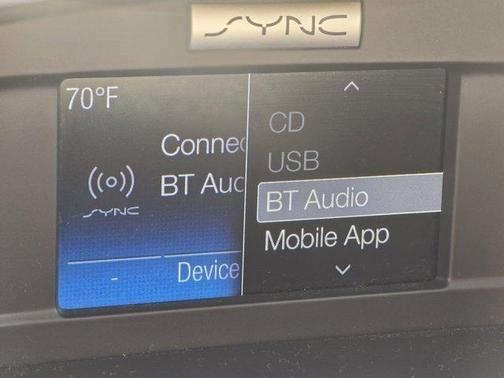 SYNC
70°F
Connec
BT Aud
SYNC
-
Device
CD
USB
BT Audio
Mobile App